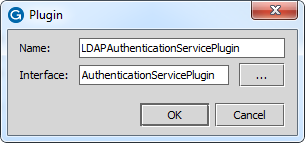 Plugin
Name: LDAPAuthenticationServicePlugin
Interface: AuthenticationServicePlugin ...
OK Cancel